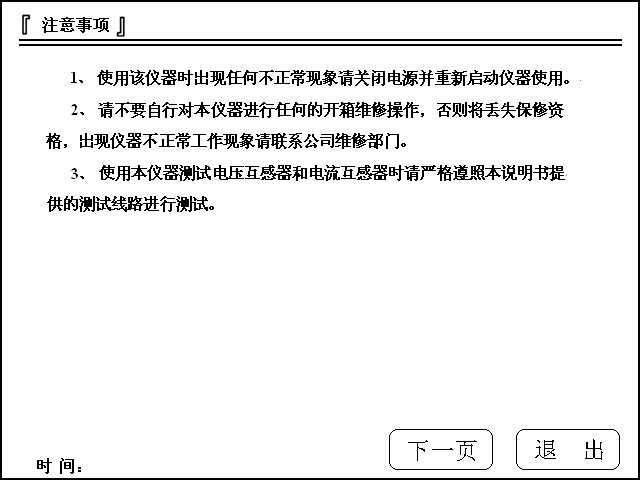 『 注意事项 』
1、 使用该仪器时出现任何不正常现象请关闭电源并重新启动仪器使用。
2、 请不要自行对本仪器进行任何的开箱维修操作，否则将丢失保修资
格，出现仪器不正常工作现象请联系公司维修部门。
3、 使用本仪器测试电压互感器和电流互感器时请严格遵照本说明书提
供的测试线路进行测试。
下一页 退 出
时 间：